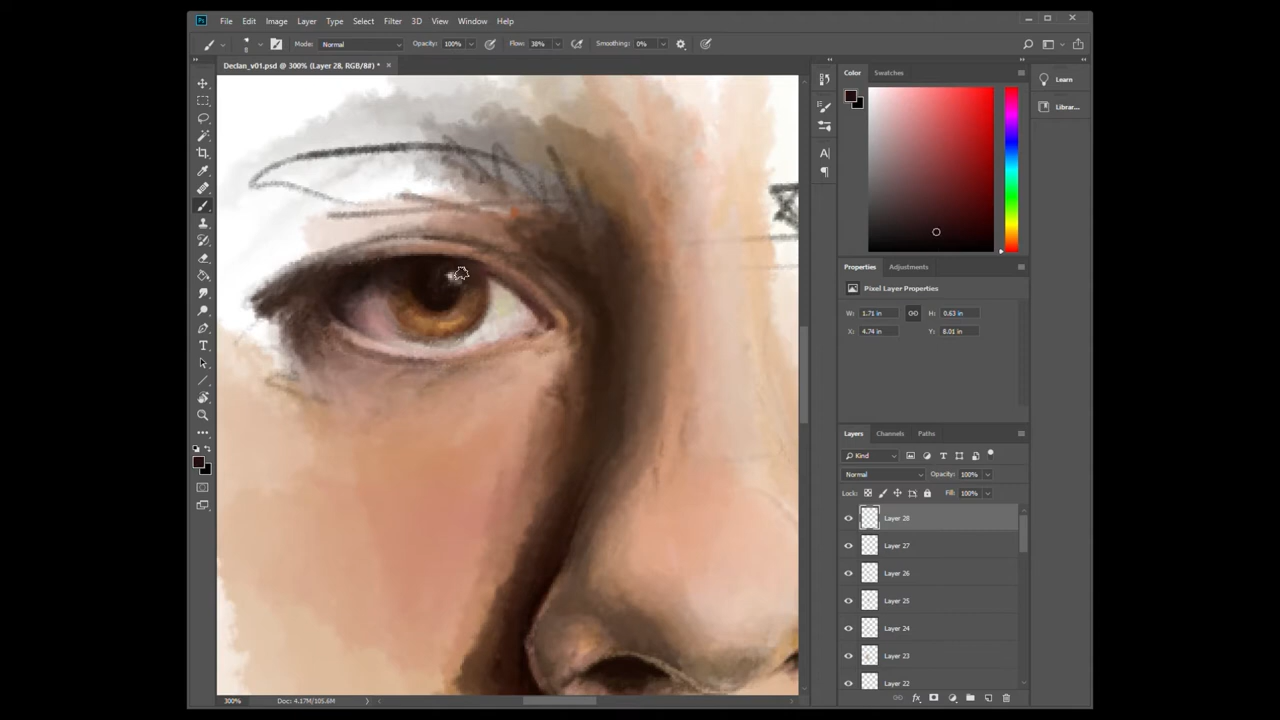 Ps File Edit Image Layer Type Select Filter 3D View Window Help
8 Mode: Normal Opacity: 100% Flow: 38% Smoothing: 0%
Declan_v01.psd @ 300% (Layer 28, RGB/8#) * ×
Color Swatches
Learn
Librar...
A|
Properties Adjustments
Pixel Layer Properties
W: 1.71 in H: 0.63 in
X: 4.74 in Y: 8.01 in
Layers Channels Paths
Kind
Normal Opacity: 100%
Lock: Fill: 100%
Layer 28
Layer 27
Layer 26
Layer 25
Layer 24
Layer 23
Layer 22
fx
300% Doc: 4.17M/105.6M